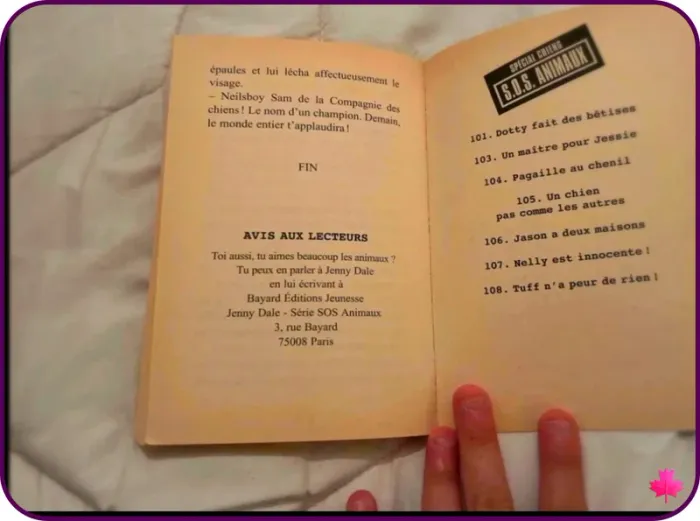 épaules et lui lécha affectueusement le
visage.
– Neilsboy Sam de la Compagnie des
chiens ! Le nom d'un champion. Demain,
le monde entier t'applaudira !
FIN
AVIS AUX LECTEURS
Toi aussi, tu aimes beaucoup les animaux ?
Tu peux en parler à Jenny Dale
en lui écrivant à
Bayard Éditions Jeunesse
Jenny Dale - Série SOS Animaux
3, rue Bayard
75008 Paris
SPÉCIAL CHIENS
S.O.S. ANIMAUX
101. Dotty fait des bêtises
103. Un maître pour Jessie
104. Pagaille au chenil
105. Un chien
pas comme les autres
106. Jason a deux maisons
107. Nelly est innocente !
108. Tuff n'a peur de rien !